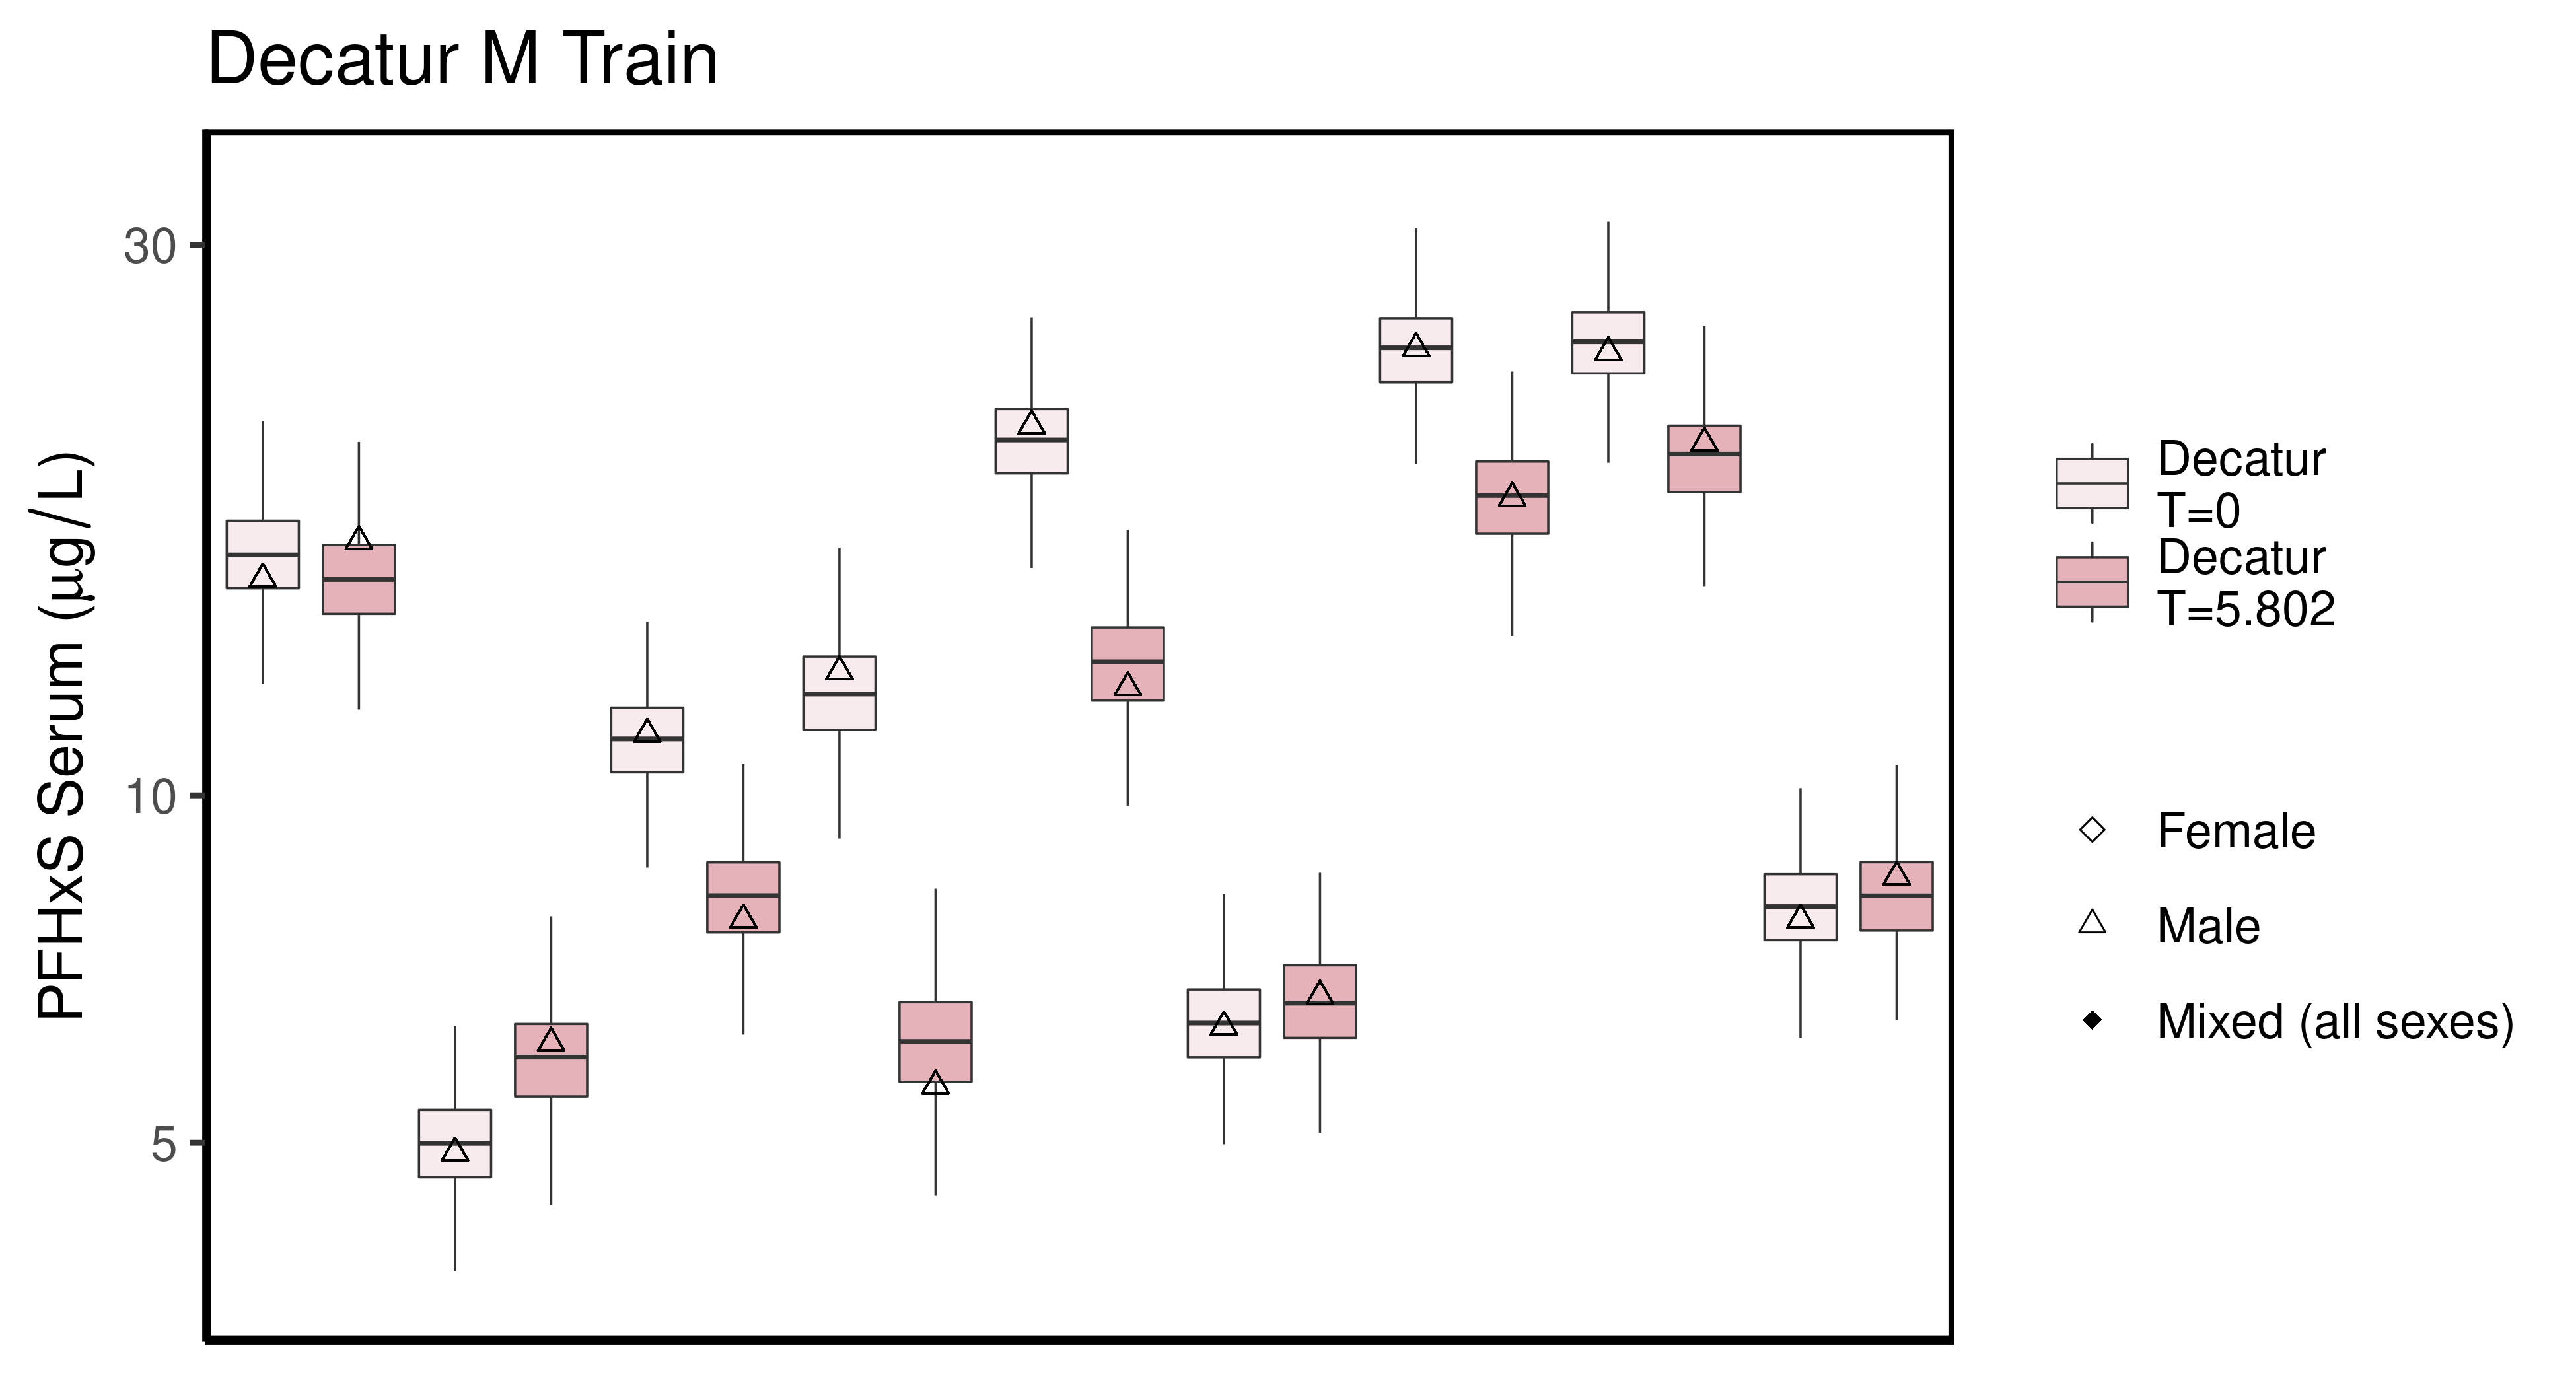 Decatur M Train
PFHxS Serum (μg/L)
30
10
5
Decatur
T=0
Decatur
T=5.802
Female
Male
Mixed (all sexes)